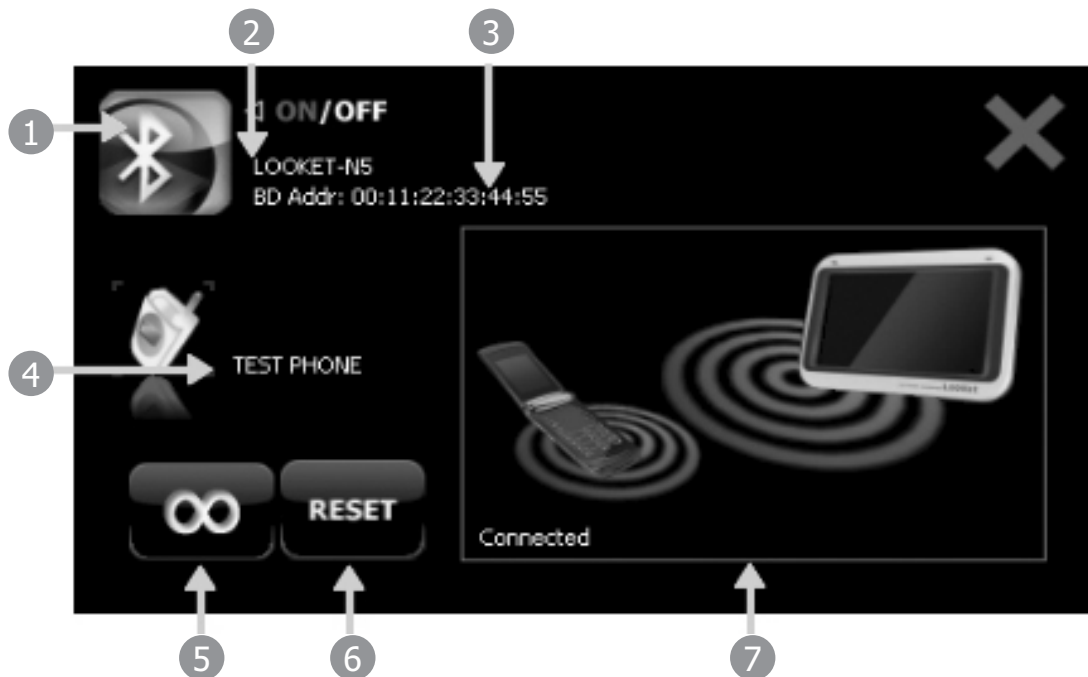 2
3
1
ON/OFF
LOOKET-N5
BD Addr: 00:11:22:33:44:55
4
TEST PHONE
RESET
Connected
5
6
7